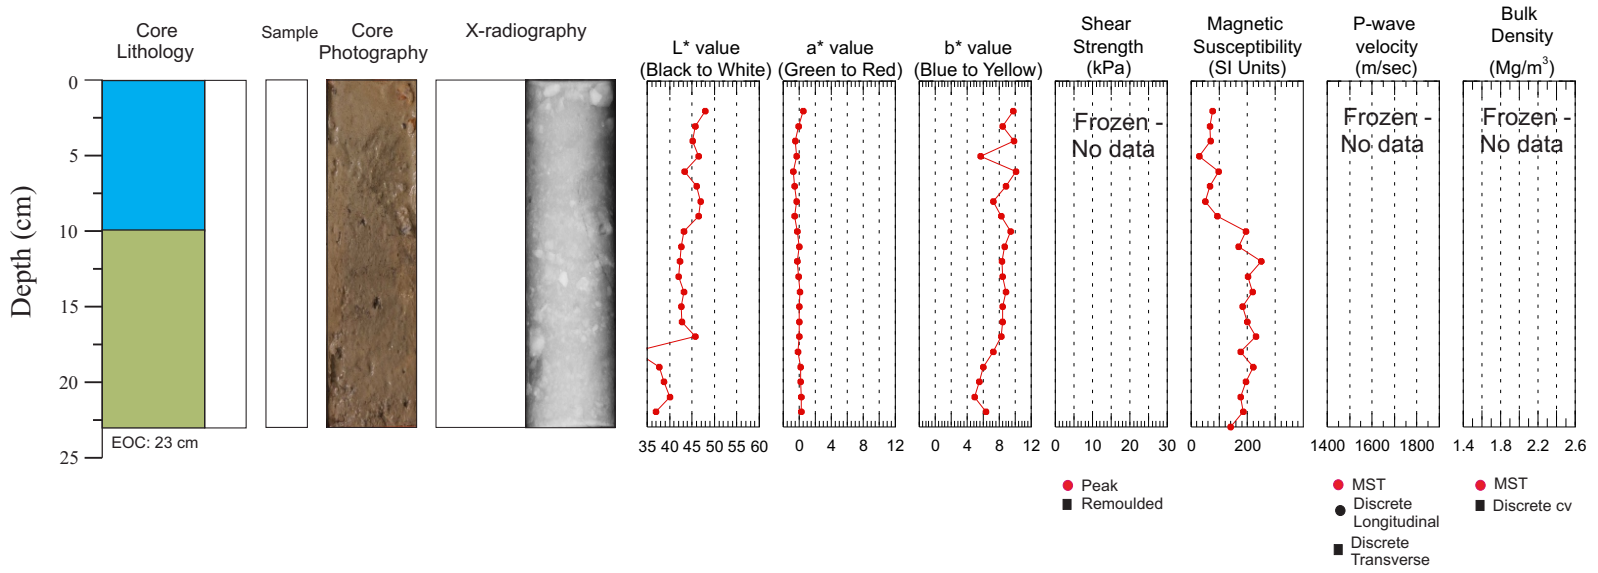 Core
Lithology
Sample
Core
Photography
X-radiography
L* value
(Black to White)
a* value
(Green to Red)
b* value
(Blue to Yellow)
Shear
Strength
(kPa)
Magnetic
Susceptibility
(SI Units)
P-wave
velocity
(m/sec)
Bulk
Density
(Mg/m³)
Depth (cm)
0
5
10
15
20
25
EOC: 23 cm
Frozen -
No data
Frozen -
No data
Frozen -
No data
35 40 45 50 55 60
0 4 8 12
0 4 8 12
0 10 20 30
0 200
1400 1600 1800
1.4 1.8 2.2 2.6
Peak
Remoulded
MST
Discrete
Longitudinal
Discrete
Transverse
MST
Discrete cv